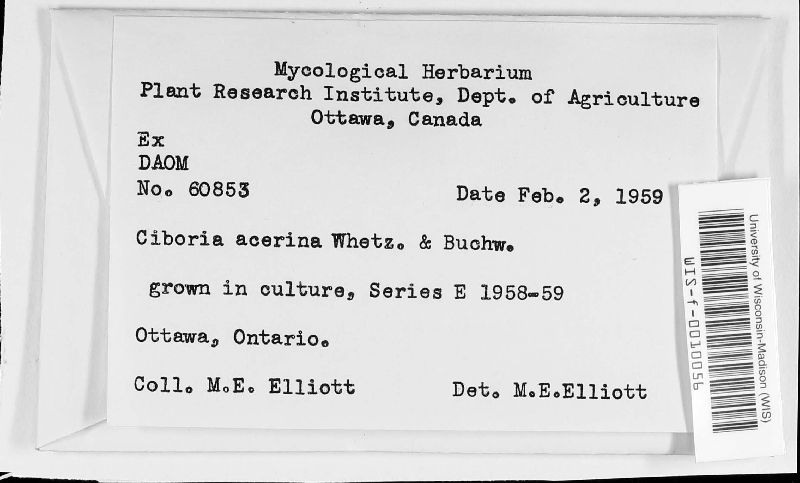 Mycological Herbarium
Plant Research Institute, Dept. of Agriculture
Ottawa, Canada
Ex
DAOM
No. 60853 Date Feb. 2, 1959
Ciboria acerina Whetz. & Buchw.
grown in culture, Series E 1958-59
Ottawa, Ontario.
Coll. M.E. Elliott Det. M.E.Elliott
University of Wisconsin-Madison (WIS)
WIS-f-0010056